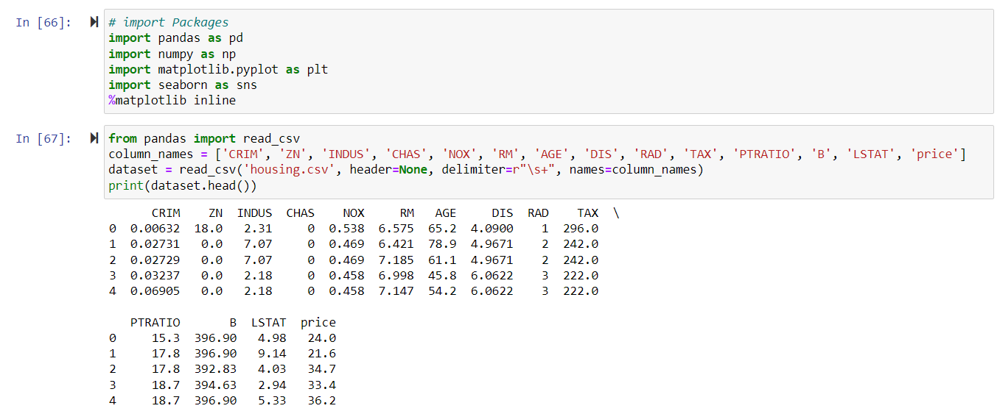 In [66]:
# import Packages
import pandas as pd
import numpy as np
import matplotlib.pyplot as plt
import seaborn as sns
%matplotlib inline
In [67]:
from pandas import read_csv
column_names = ['CRIM', 'ZN', 'INDUS', 'CHAS', 'NOX', 'RM', 'AGE', 'DIS', 'RAD', 'TAX', 'PTRATIO', 'B', 'LSTAT', 'price']
dataset = read_csv('housing.csv', header=None, delimiter=r"\s+", names=column_names)
print(dataset.head())
CRIM ZN INDUS CHAS NOX RM AGE DIS RAD TAX \
0 0.00632 18.0 2.31 0 0.538 6.575 65.2 4.0900 1 296.0
1 0.02731 0.0 7.07 0 0.469 6.421 78.9 4.9671 2 242.0
2 0.02729 0.0 7.07 0 0.469 7.185 61.1 4.9671 2 242.0
3 0.03237 0.0 2.18 0 0.458 6.998 45.8 6.0622 3 222.0
4 0.06905 0.0 2.18 0 0.458 7.147 54.2 6.0622 3 222.0
PTRATIO B LSTAT price
0 15.3 396.90 4.98 24.0
1 17.8 396.90 9.14 21.6
2 17.8 392.83 4.03 34.7
3 18.7 394.63 2.94 33.4
4 18.7 396.90 5.33 36.2